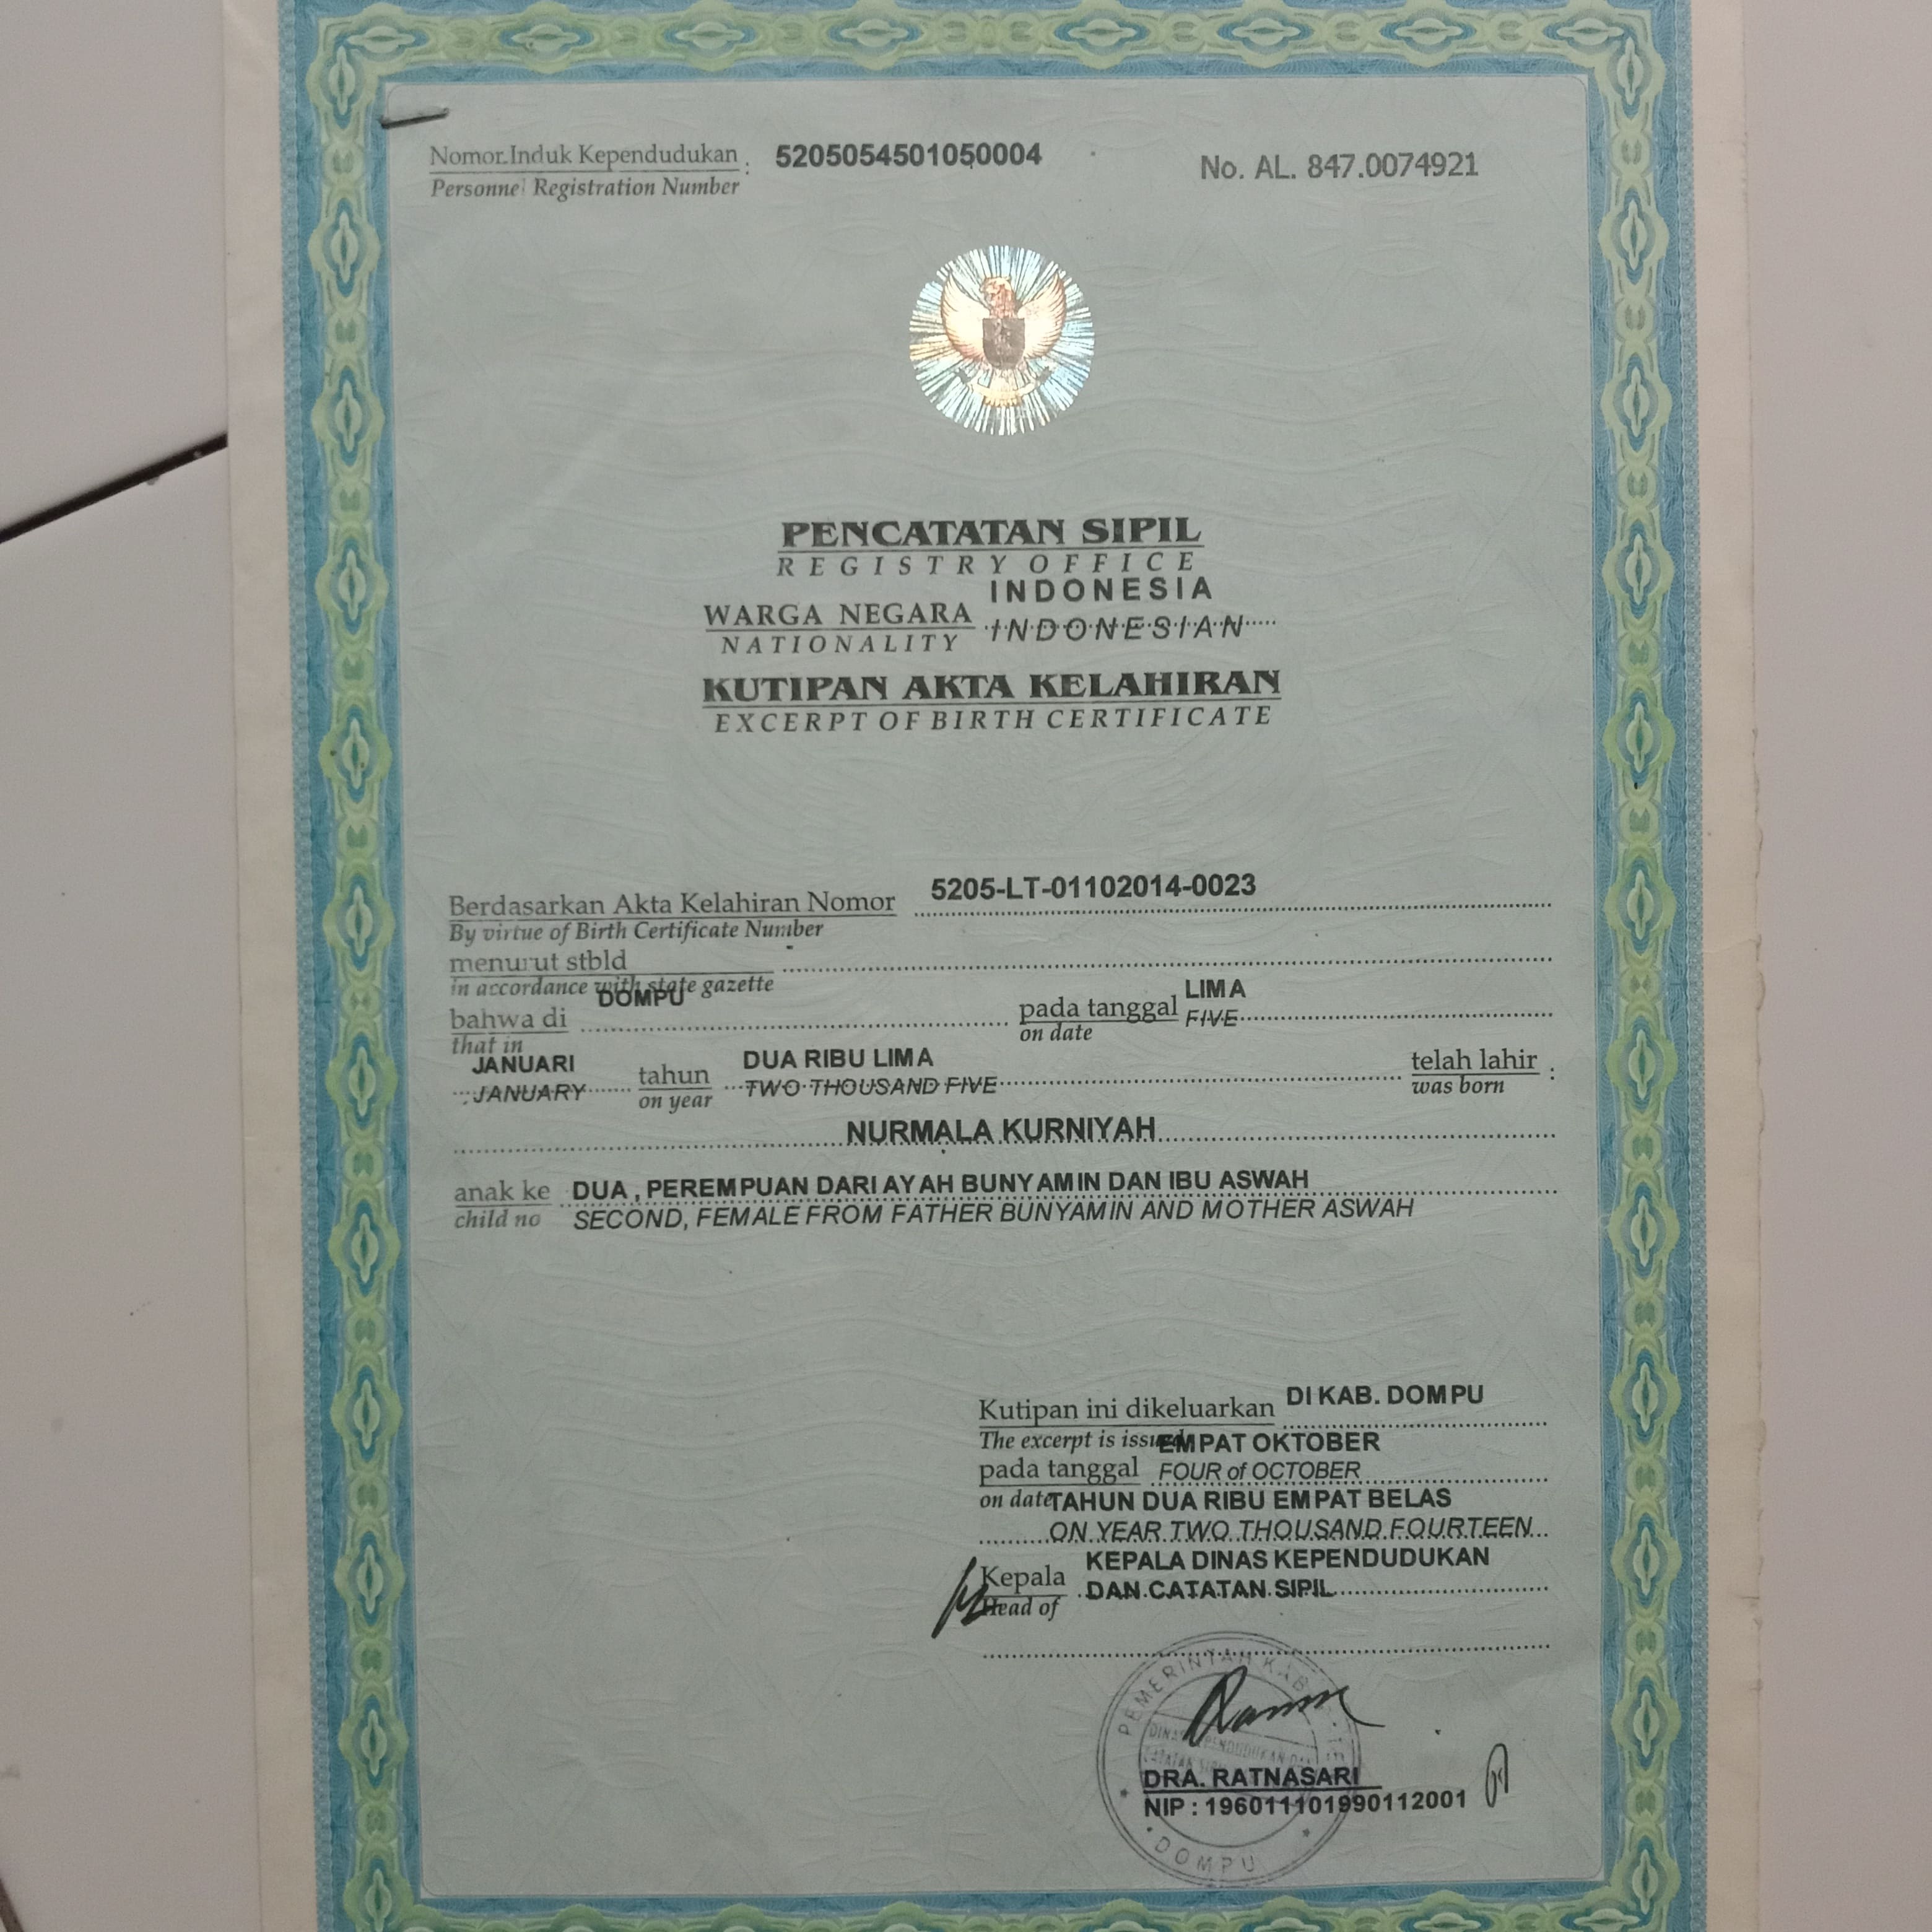 Nomor Induk Kependudukan : 5205054501050004
Personnel Registration Number
No. AL. 847.0074921
PENCATATAN SIPIL
REGISTRY OFFICE
INDONESIA
WARGA NEGARA INDONESIAN
NATIONALITY
KUTIPAN AKTA KELAHIRAN
EXCERPT OF BIRTH CERTIFICATE
Berdasarkan Akta Kelahiran Nomor 5205-LT-01102014-0023
By virtue of Birth Certificate Number
menurut stbld -
in accordance with state gazette
bahwa di DOMPU pada tanggal LIMA
that in on date FIVE
JANUARI tahun DUA RIBU LIMA telah lahir :
JANUARY on year TWO THOUSAND FIVE was born
NURMALA KURNIYAH
anak ke DUA , PEREMPUAN DARI AYAH BUNYAMIN DAN IBU ASWAH
child no SECOND, FEMALE FROM FATHER BUNYAMIN AND MOTHER ASWAH
Kutipan ini dikeluarkan DI KAB. DOMPU
The excerpt is issued EMPAT OKTOBER
pada tanggal FOUR of OCTOBER
on date TAHUN DUA RIBU EMPAT BELAS
ON YEAR TWO THOUSAND FOURTEEN
Kepala KEPALA DINAS KEPENDUDUKAN
Head of DAN CATATAN SIPIL
PEMERINTAH KAB.
DINAS KEPENDUDUKAN DAN
CATATAN SIPIL
DRA. RATNASARI
NIP : 196011101990112001
DOMPU